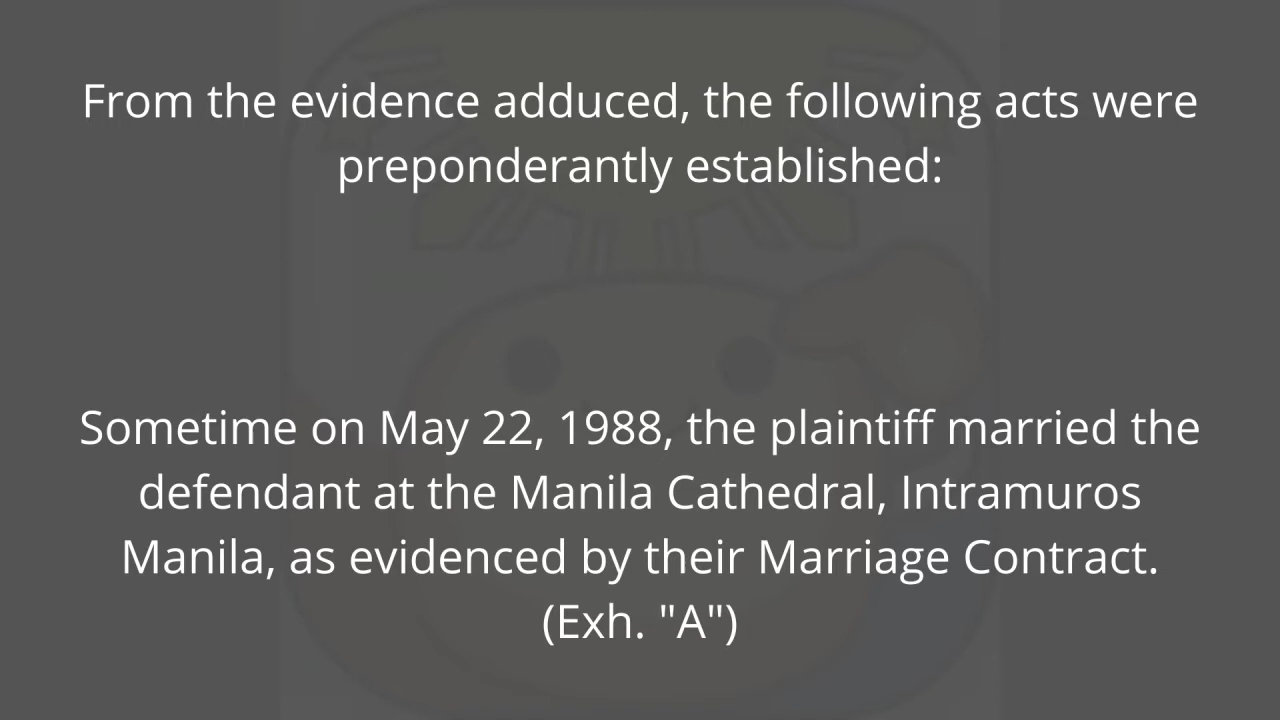 From the evidence adduced, the following acts were
preponderantly established:
Sometime on May 22, 1988, the plaintiff married the
defendant at the Manila Cathedral, Intramuros
Manila, as evidenced by their Marriage Contract.
(Exh. "A")